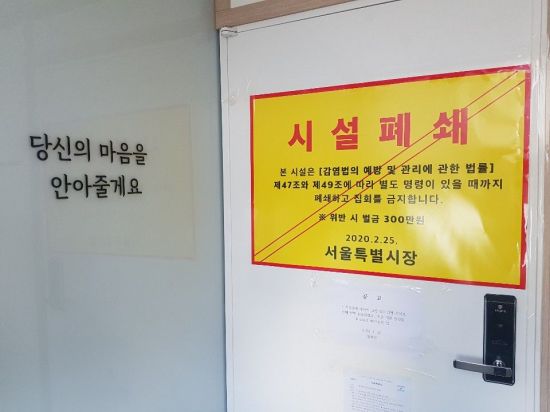 당신의 마음을
안아줄게요
시설폐쇄
본 시설은 [감염법의 예방 및 관리에 관한 법률]
제47조와 제49조에 따라 별도 명령이 있을 때까지
폐쇄하고 집회를 금지합니다.
※ 위반 시 벌금 300만원
2020.2.25.
서울특별시장
공 고